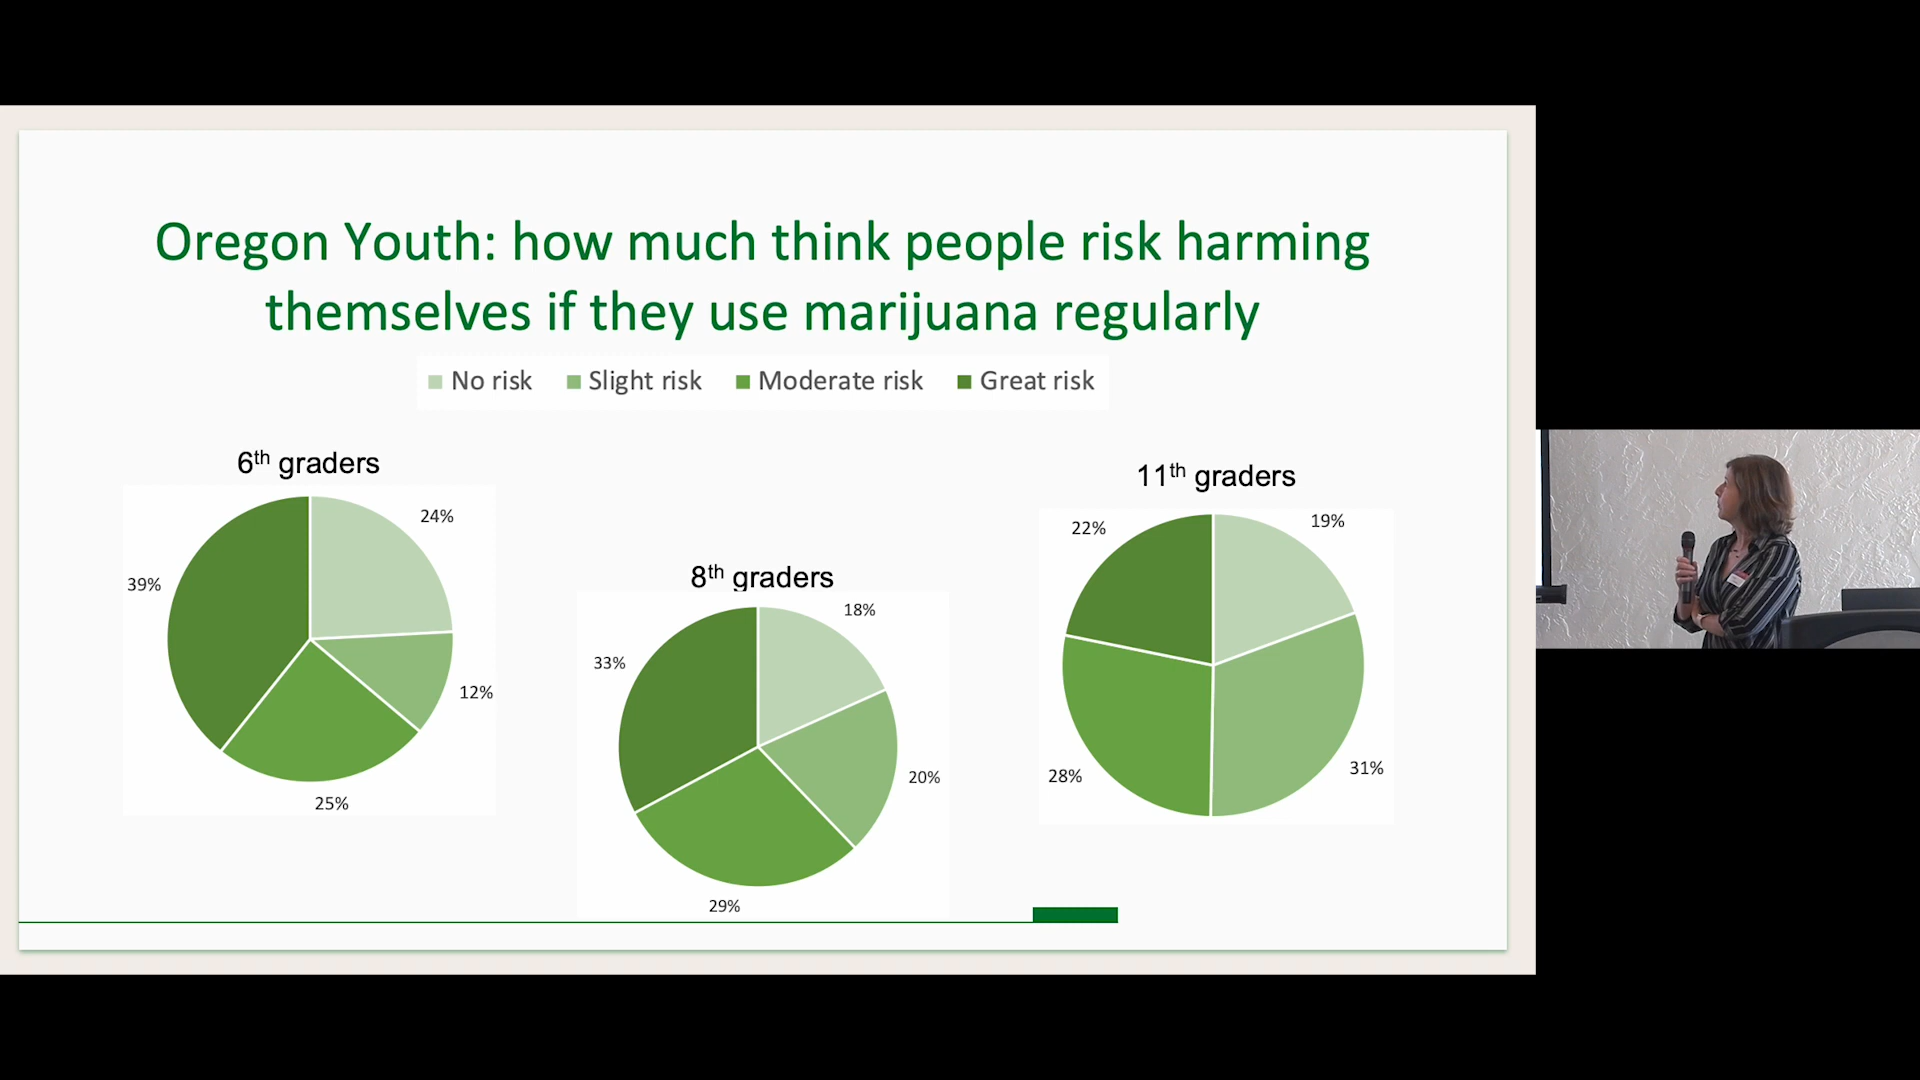 Oregon Youth: how much think people risk harming
themselves if they use marijuana regularly
No risk Slight risk Moderate risk Great risk
6th graders
24%
39%
12%
25%
8th graders
18%
33%
20%
29%
11th graders
22%
19%
28%
31%